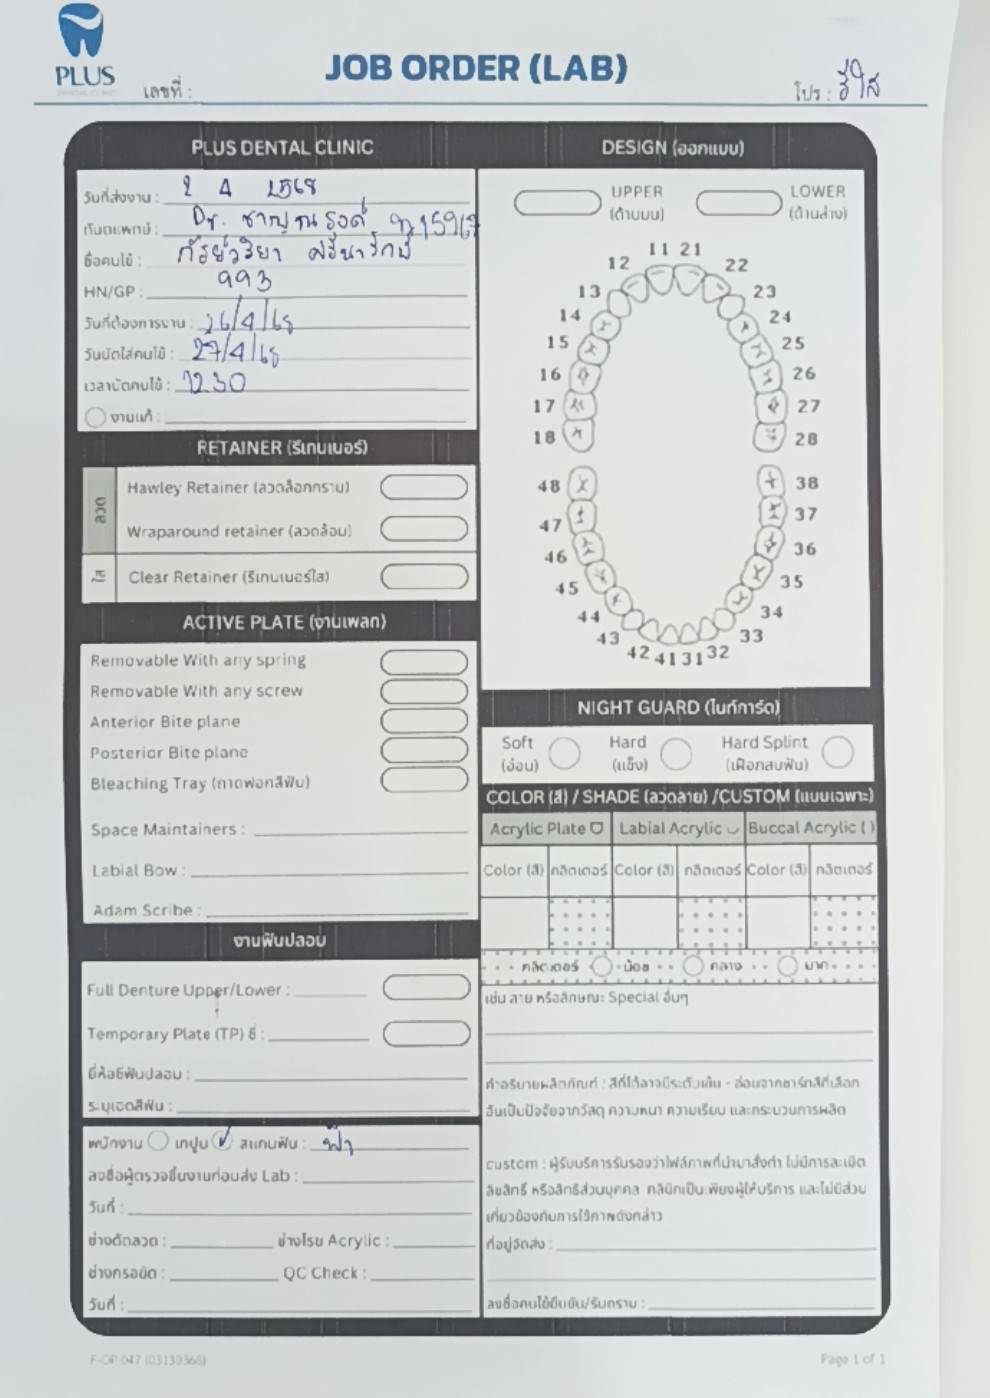 PLUS
DENTAL CLINIC
JOB ORDER (LAB)
เลขที่ :
โปร : รีใส
PLUS DENTAL CLINIC
วันที่ส่งงาน : 2 4 2568
ทันตแพทย์ : Dr.
ชื่อคนไข้ :
HN/GP : 993
วันที่ต้องการงาน : 26/4/68
วันนัดใส่คนไข้ : 27/4/68
เวลานัดคนไข้ : 12.30
งานแก้ :
RETAINER (รีเทนเนอร์)
ลวด
Hawley Retainer (ลวดล็อกกราม)
Wraparound retainer (ลวดล้อม)
ใส
Clear Retainer (รีเทนเนอร์ใส)
ACTIVE PLATE (งานเพลท)
Removable With any spring
Removable With any screw
Anterior Bite plane
Posterior Bite plane
Bleaching Tray (ถาดฟอกสีฟัน)
Space Maintainers :
Labial Bow :
Adam Scribe :
งานฟันปลอม
Full Denture Upper/Lower :
Temporary Plate (TP) ซี่ :
ยี่ห้อซี่ฟันปลอม :
ระบุเฉดสีฟัน :
พนักงาน เทปูน สแกนฟัน : ฟ้า
ลงชื่อผู้ตรวจชิ้นงานก่อนส่ง Lab :
วันที่ :
ช่างดัดลวด : ช่างโรย Acrylic :
ช่างกรอขัด : QC Check :
วันที่ :
DESIGN (ออกแบบ)
UPPER LOWER
(ด้านบน) (ด้านล่าง)
11 21
12 22
13 23
14 24
15 25
16 26
17 27
18 28
48 38
47 37
46 36
45 35
44 34
43 33
42 41 31 32
NIGHT GUARD (ไนท์การ์ด)
Soft Hard Hard Splint
(อ่อน) (แข็ง) (เฝือกสบฟัน)
COLOR (สี) / SHADE (ลวดลาย) /CUSTOM (แบบเฉพาะ)
Acrylic Plate Labial Acrylic Buccal Acrylic ( )
Color (สี) กลิตเตอร์ Color (สี) กลิตเตอร์ Color (สี) กลิตเตอร์
กลิตเตอร์ น้อย กลาง มาก
เช่น ลาย หรือลักษณะ Special อื่นๆ
คำอธิบายผลิตภัณฑ์ : สีที่ได้อาจมีระดับเข้ม - อ่อนจากชาร์ทสีที่เลือก
อันเป็นปัจจัยจากวัสดุ ความหนา ความเรียบ และกระบวนการผลิต
custom : ผู้รับบริการรับรองว่าไฟล์ภาพที่นำมาสั่งทำ ไม่มีการละเมิด
ลิขสิทธิ์ หรือสิทธิส่วนบุคคล คลินิกเป็นเพียงผู้ให้บริการ และไม่มีส่วน
เกี่ยวข้องกับการใช้ภาพดังกล่าว
ที่อยู่จัดส่ง :
ลงชื่อคนไข้ยืนยัน/รับทราบ :
F-OP-047 (03130368)
Page 1 of 1